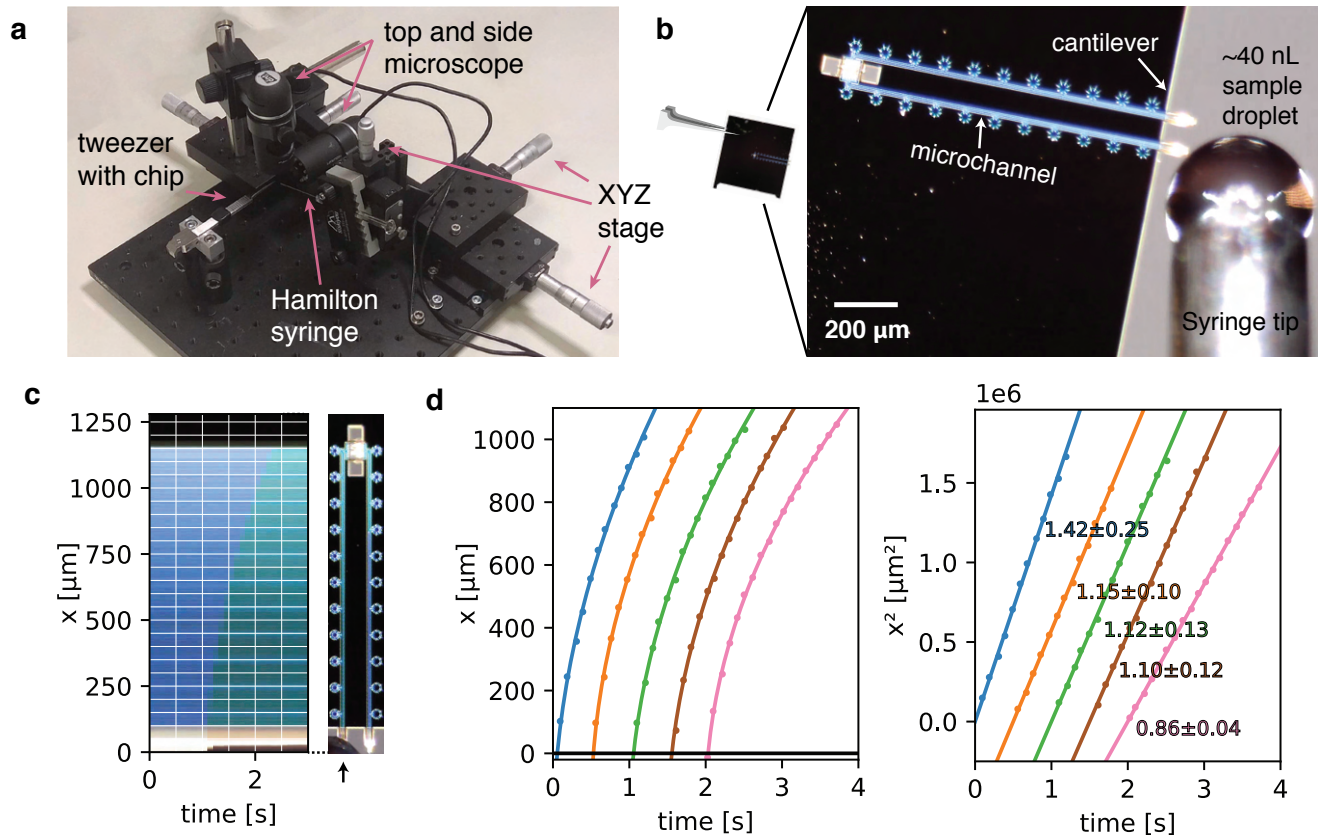 a
top and side
microscope
tweezer
with chip
XYZ
stage
Hamilton
syringe
b
cantilever
~40 nL
sample
droplet
microchannel
200 µm
Syringe tip
c
1250
1000
750
500
250
0
x [µm]
0
2
time [s]
d
1000
800
600
400
200
0
x [µm]
0
1
2
3
4
time [s]
1e6
1.5
1.0
0.5
0.0
x² [µm²]
1.42±0.25
1.15±0.10
1.12±0.13
1.10±0.12
0.86±0.04
0
1
2
3
4
time [s]